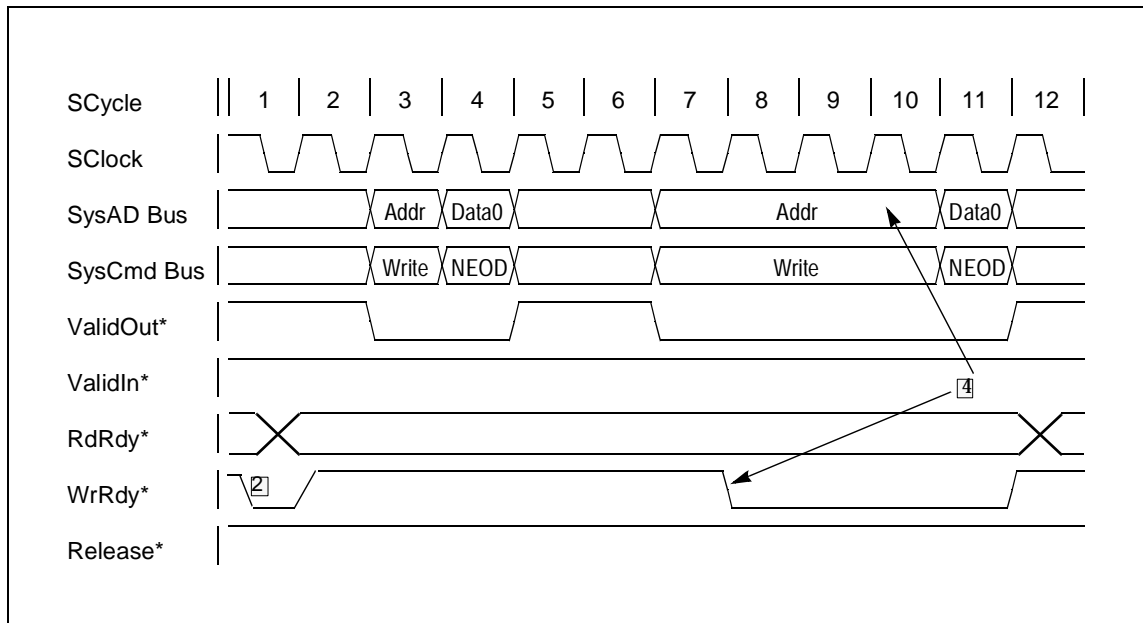 SCycle 1 2 3 4 5 6 7 8 9 10 11 12
SClock
SysAD Bus Addr Data0 Addr Data0
SysCmd Bus Write NEOD Write NEOD
ValidOut*
ValidIn*
4
RdRdy*
WrRdy* 2
Release*